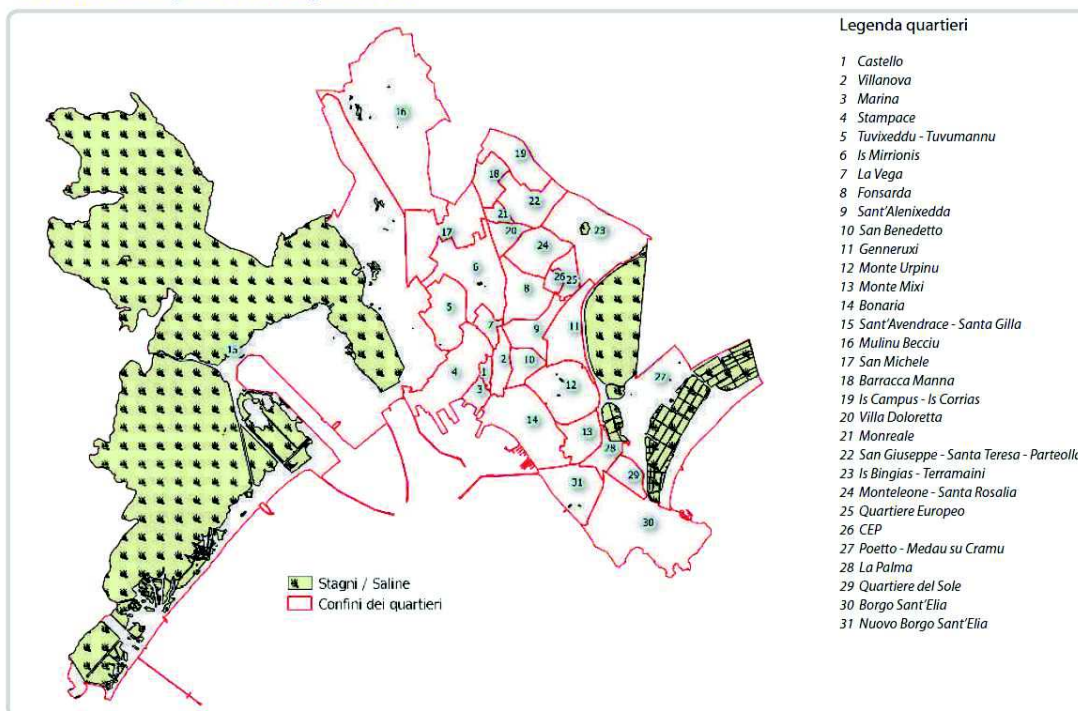 Legenda quartieri
1 Castello
2 Villanova
3 Marina
4 Stampace
5 Tuvixeddu - Tuvumannu
6 Is Mirrionis
7 La Vega
8 Fonsarda
9 Sant'Alenixedda
10 San Benedetto
11 Genneruxi
12 Monte Urpinu
13 Monte Mixi
14 Bonaria
15 Sant'Avendrace - Santa Gilla
16 Mulinu Becciu
17 San Michele
18 Barracca Manna
19 Is Campus - Is Corrias
20 Villa Doloretta
21 Monreale
22 San Giuseppe - Santa Teresa - Parteolla
23 Is Bingias - Terramaini
24 Monteleone - Santa Rosalia
25 Quartiere Europeo
26 CEP
27 Poetto - Medau su Cramu
28 La Palma
29 Quartiere del Sole
30 Borgo Sant'Elia
31 Nuovo Borgo Sant'Elia
16
19
18
22
21
20
17
23
24
6
26
25
5
8
7
9
11
15
4
1
2
10
12
27
3
14
13
28
29
31
30
Stagni / Saline
Confini dei quartieri